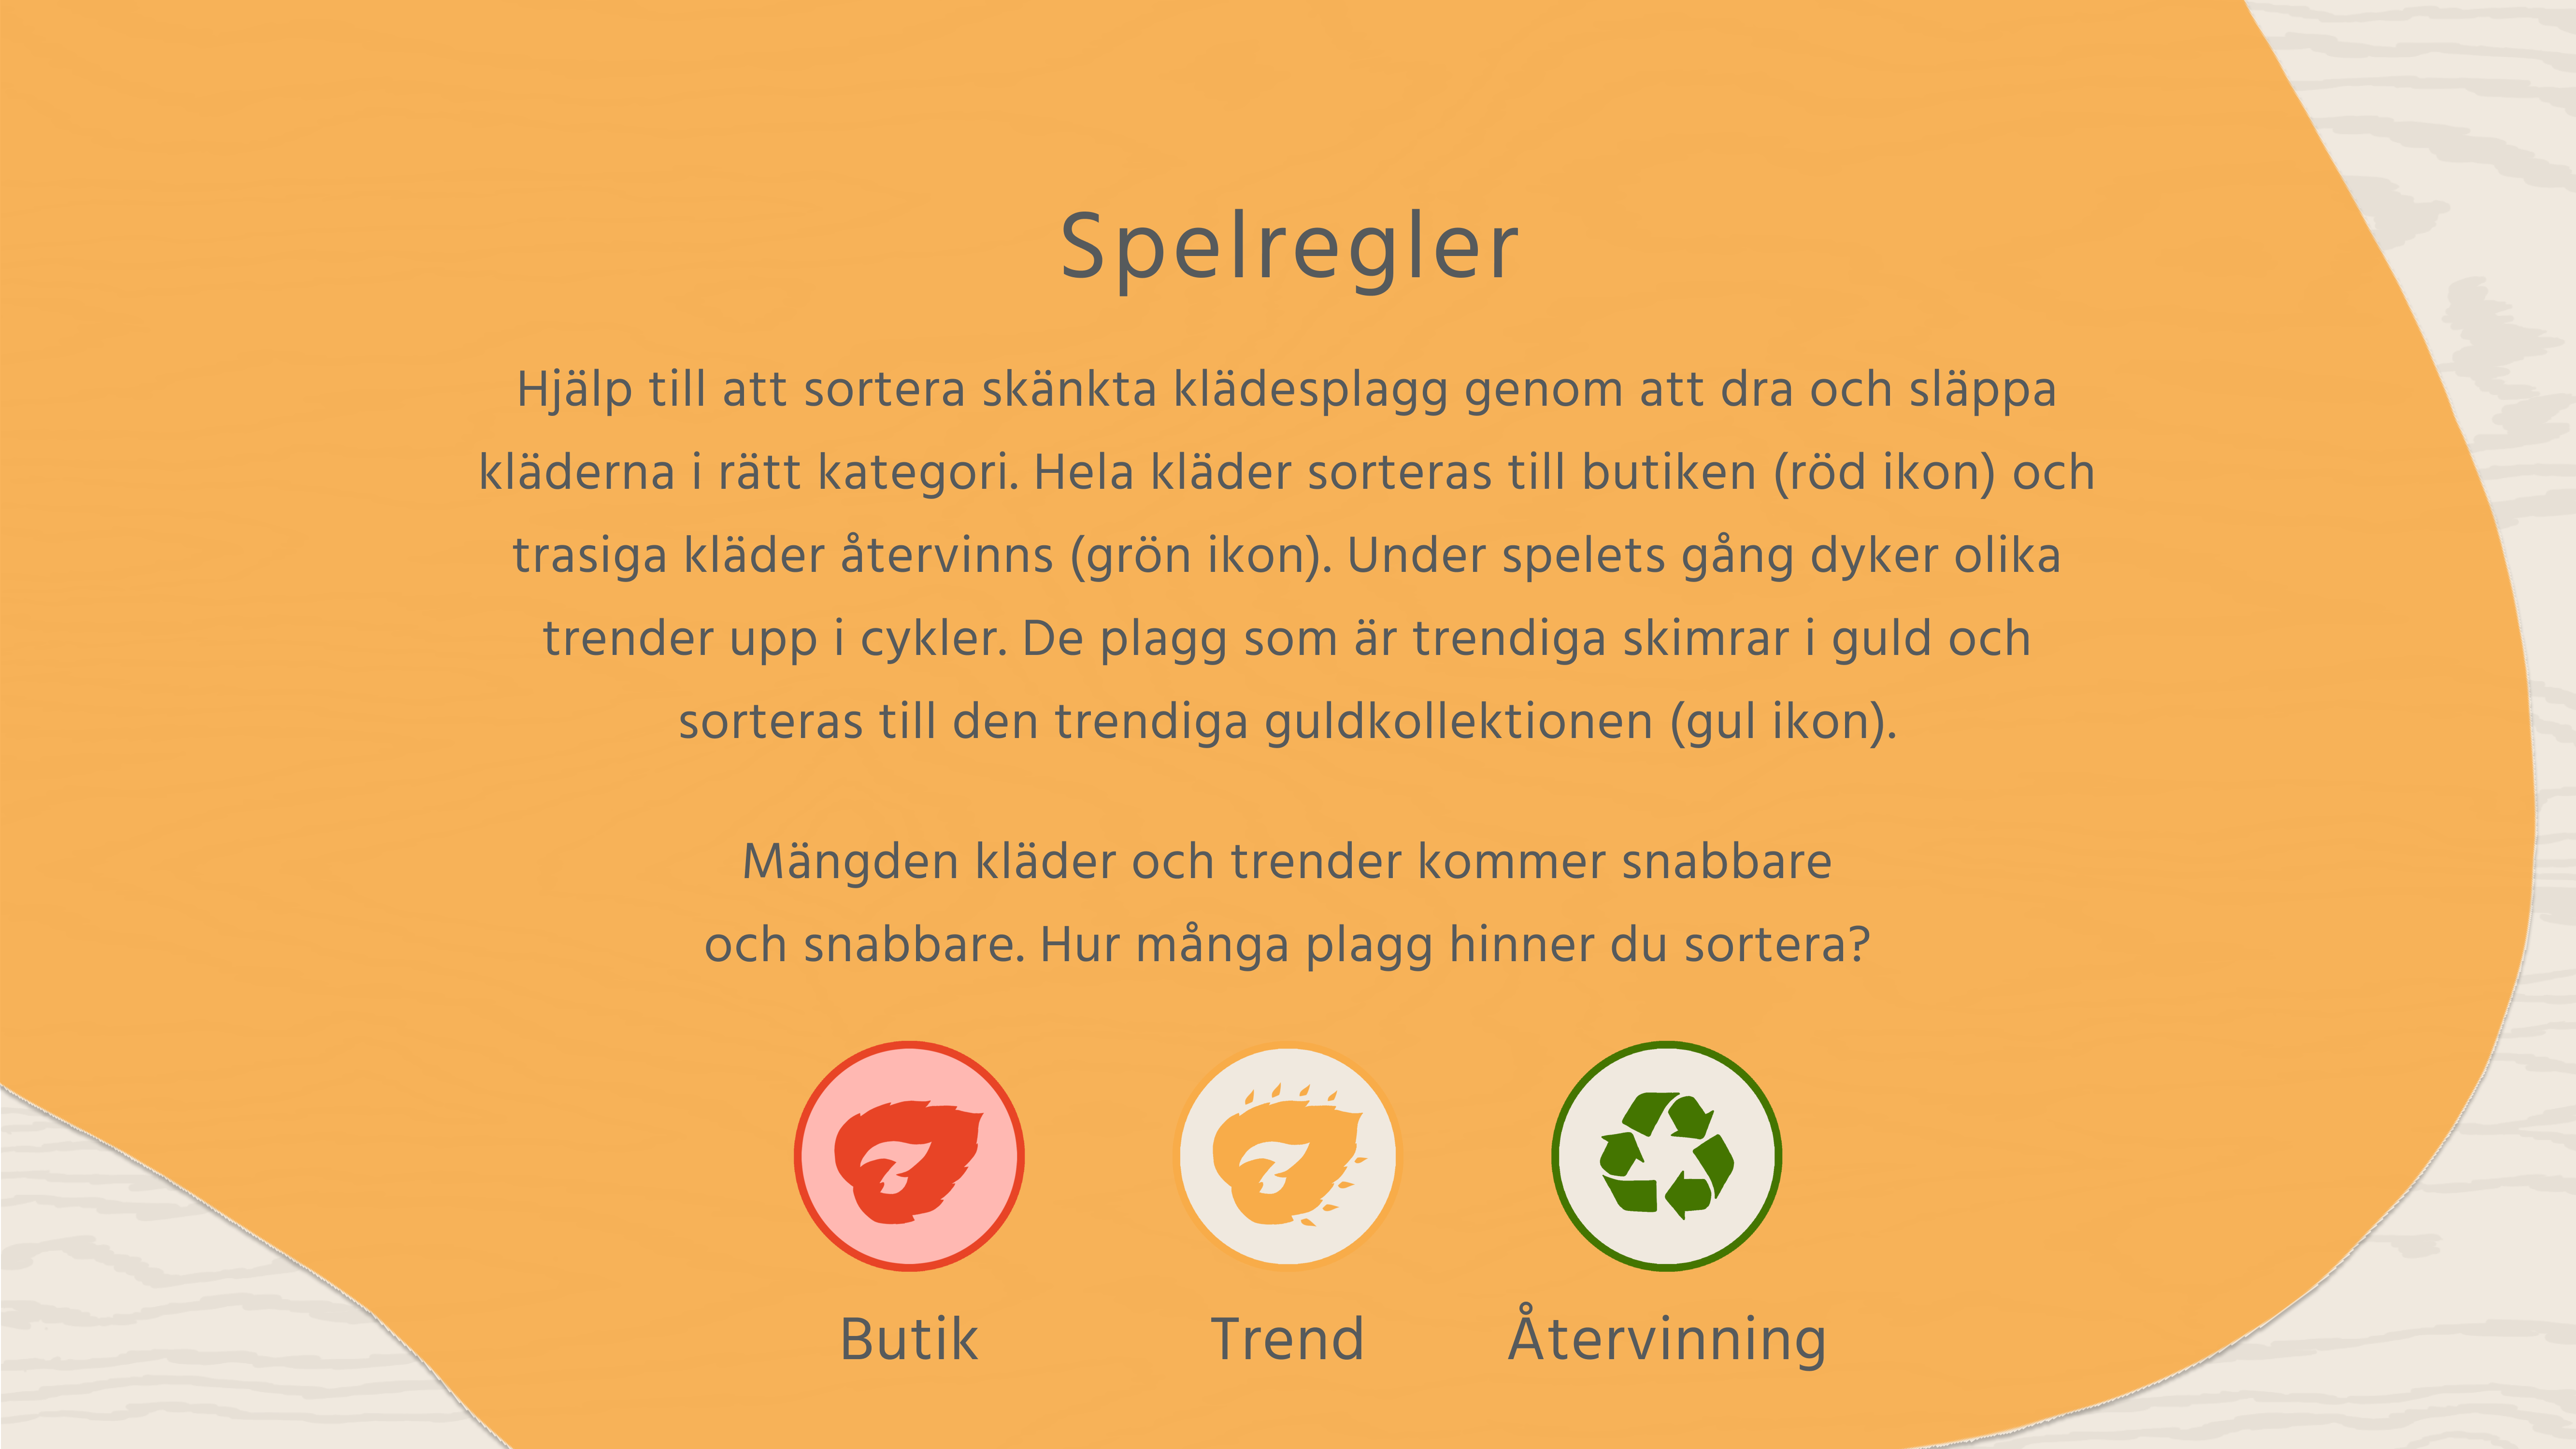 Spelregler
Hjälp till att sortera skänkta klädesplagg genom att dra och släppa
kläderna i rätt kategori. Hela kläder sorteras till butiken (röd ikon) och
trasiga kläder återvinns (grön ikon). Under spelets gång dyker olika
trender upp i cykler. De plagg som är trendiga skimrar i guld och
sorteras till den trendiga guldkollektionen (gul ikon).
Mängden kläder och trender kommer snabbare
och snabbare. Hur många plagg hinner du sortera?
Butik
Trend
Återvinning